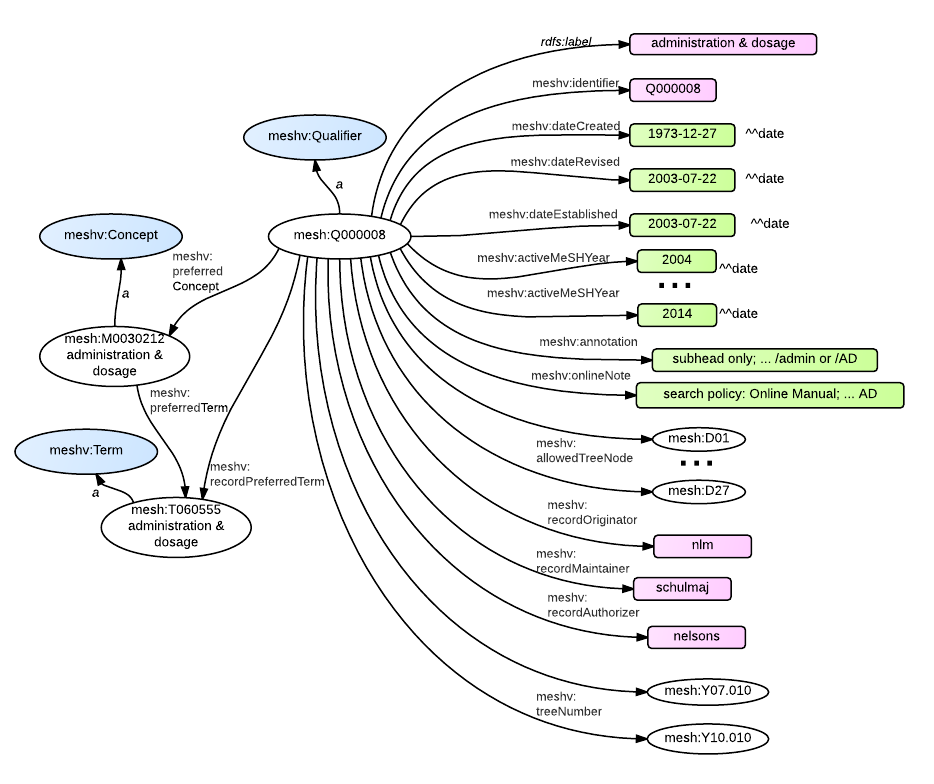 rdfs:label
administration & dosage
meshv:identifier
Q000008
meshv:Qualifier
meshv:dateCreated
1973-12-27
^^date
meshv:dateRevised
2003-07-22
^^date
a
meshv:dateEstablished
2003-07-22
^^date
meshv:Concept
mesh:Q000008
meshv:
preferred
Concept
meshv:activeMeSHYear
2004
^^date
...
a
meshv:activeMeSHYear
2014
^^date
mesh:M0030212
administration &
dosage
meshv:annotation
subhead only; ... /admin or /AD
meshv:onlineNote
search policy: Online Manual; ... AD
meshv:
preferredTerm
meshv:Term
meshv:
allowedTreeNode
mesh:D01
...
mesh:D27
meshv:
recordPreferredTerm
a
mesh:T060555
administration &
dosage
meshv:
recordOriginator
nlm
meshv:
recordMaintainer
schulmaj
meshv:
recordAuthorizer
nelsons
meshv:
treeNumber
mesh:Y07.010
mesh:Y10.010